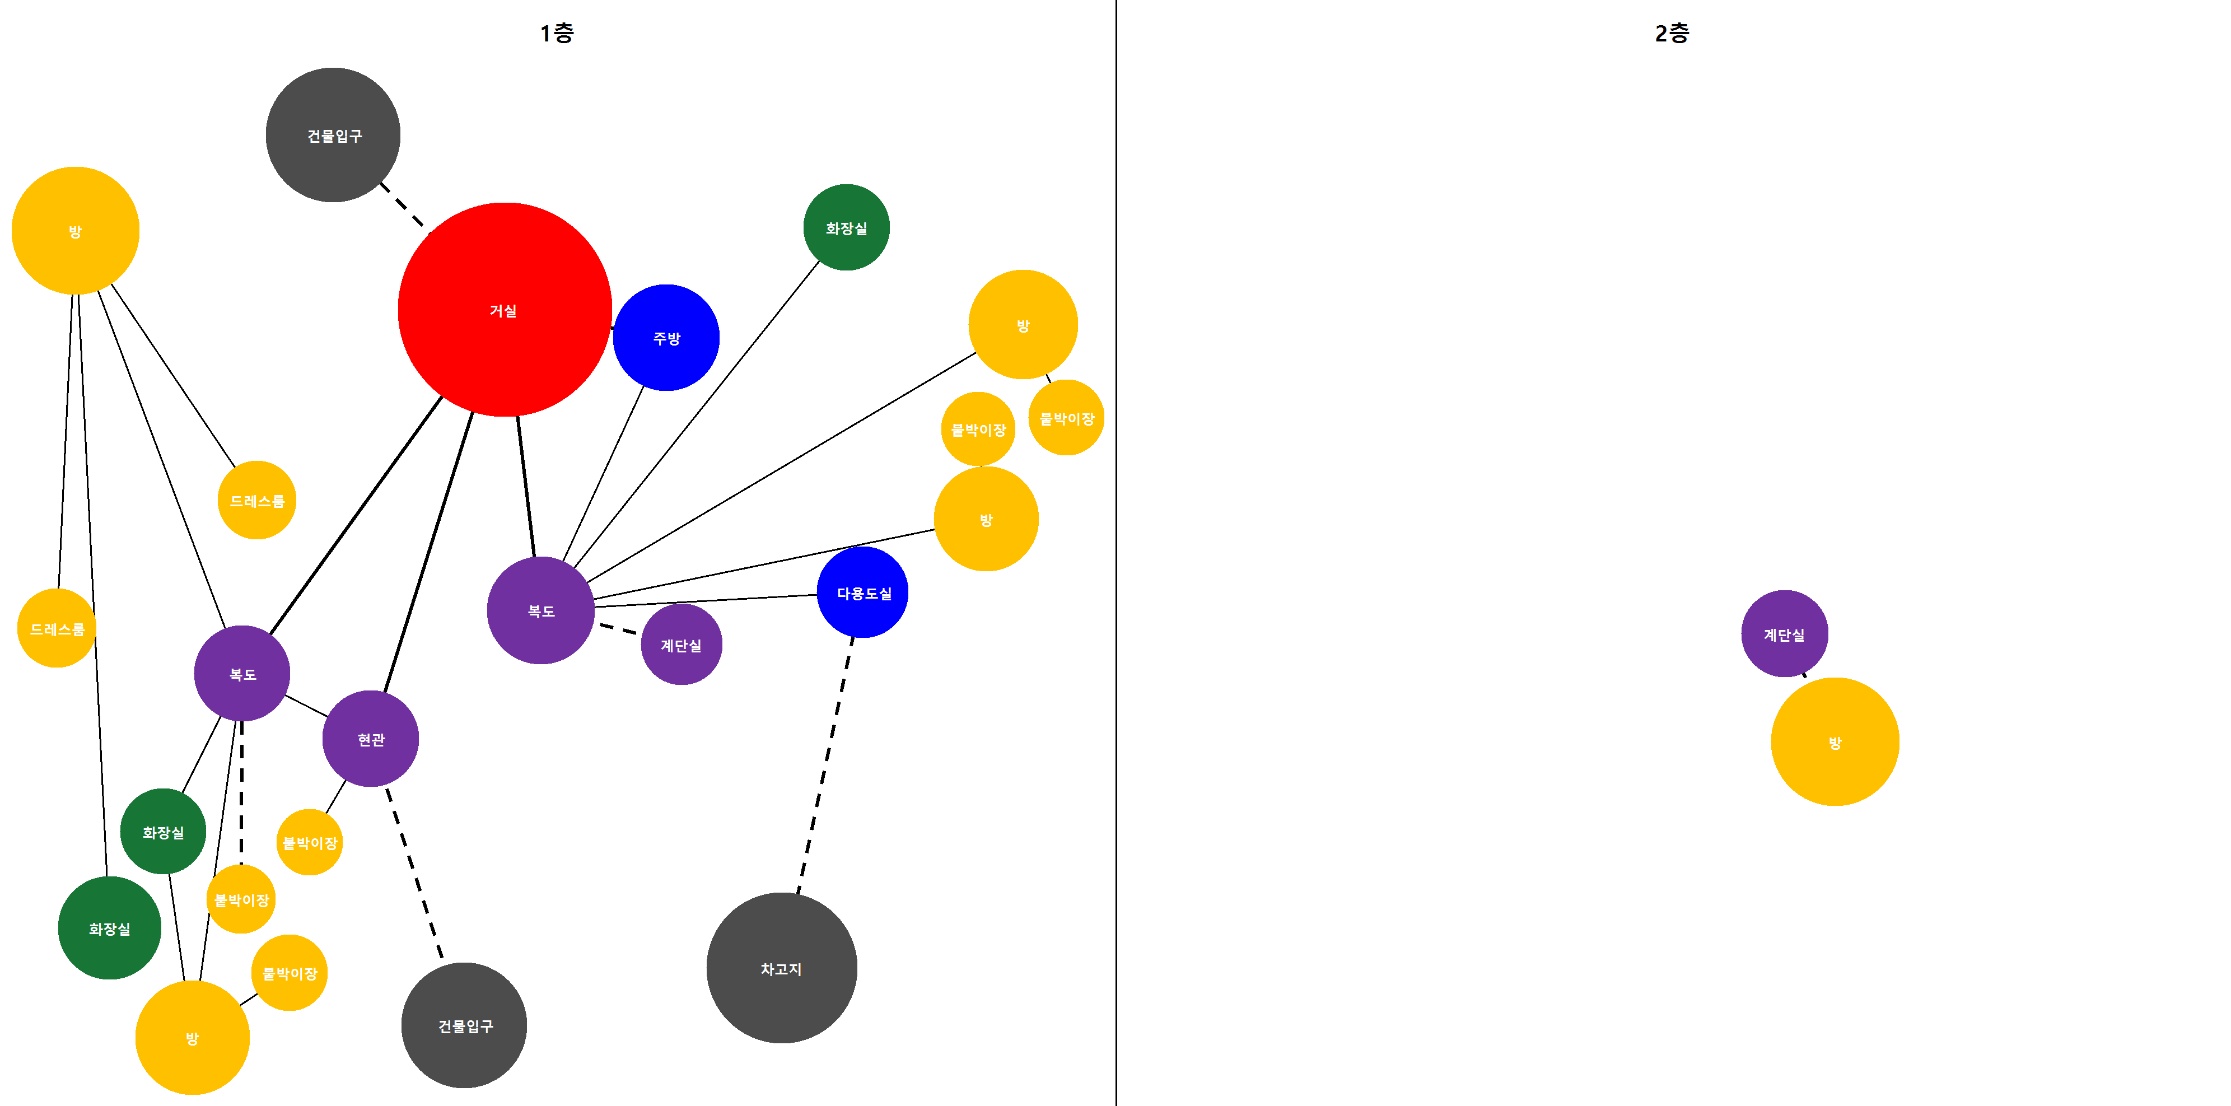 1층
건물입구
방
화장실
거실
방
주방
붙박이장
붙박이장
드레스룸
방
다용도실
복도
드레스룸
계단실
복도
현관
화장실
붙박이장
붙박이장
화장실
붙박이장
차고지
건물입구
방
2층
계단실
방